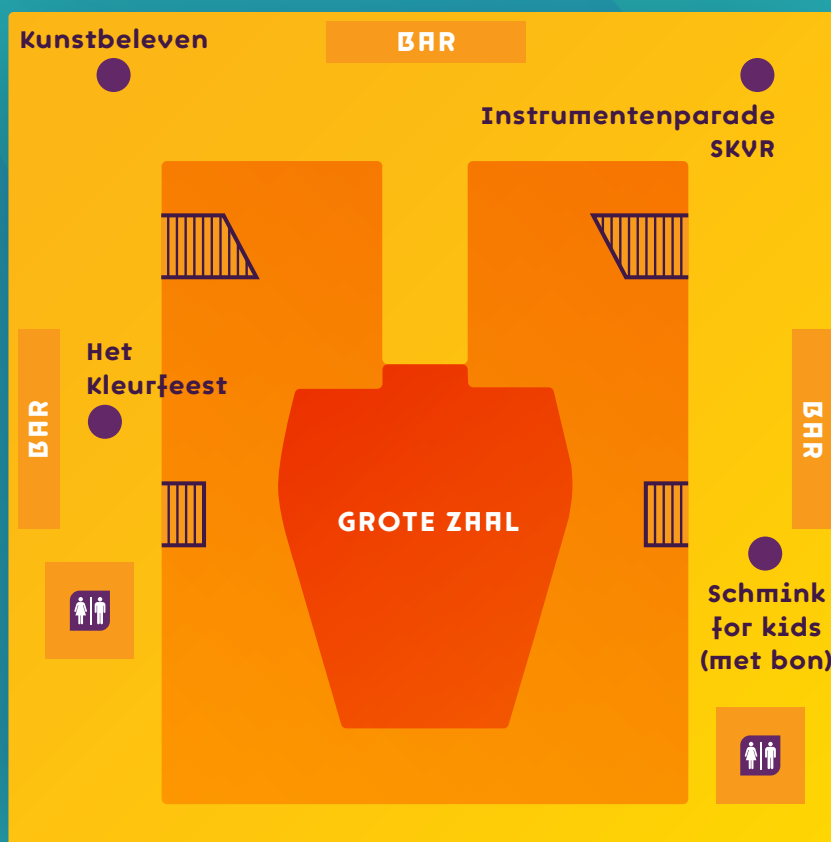 Kunstbeleven
BAR
Instrumentenparade
SKVR
Het
Kleurfeest
BAR
BAR
GROTE ZAAL
Schmink
for kids
(met bon)